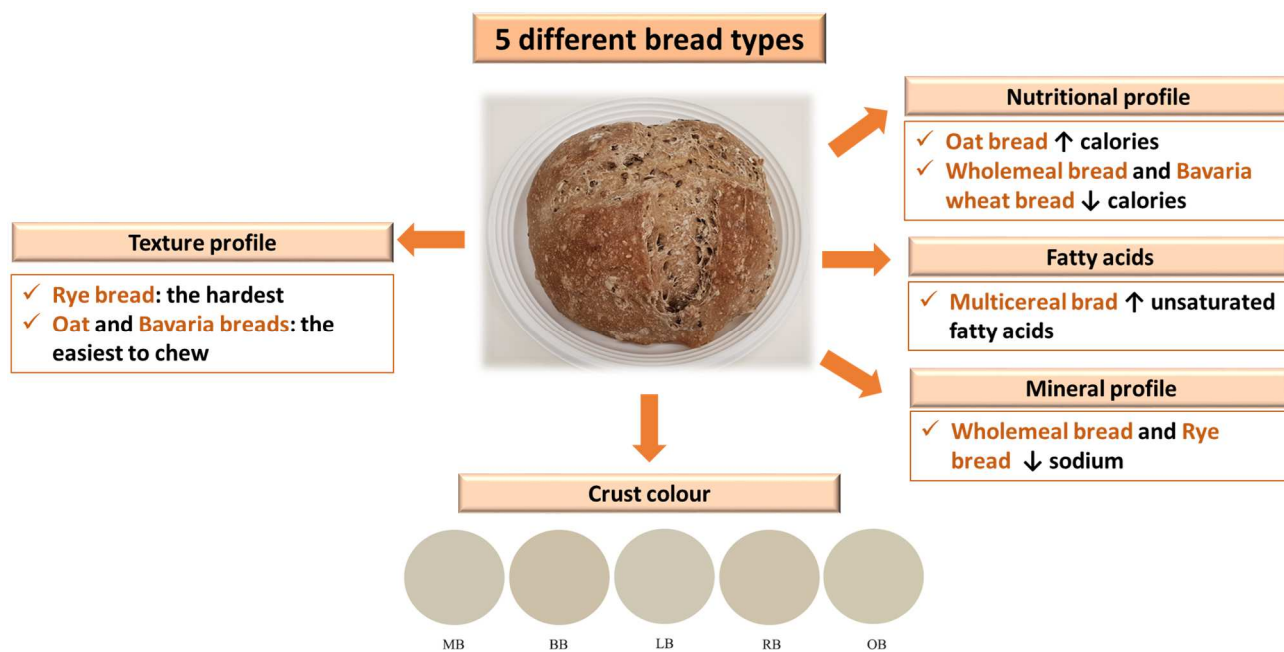 5 different bread types
Nutritional profile
✓ Oat bread ↑ calories
✓ Wholemeal bread and Bavaria
wheat bread ↓ calories
Texture profile
✓ Rye bread: the hardest
✓ Oat and Bavaria breads: the
easiest to chew
Fatty acids
✓ Multicereal brad ↑ unsaturated
fatty acids
Mineral profile
✓ Wholemeal bread and Rye
bread ↓ sodium
Crust colour
MB BB LB RB OB